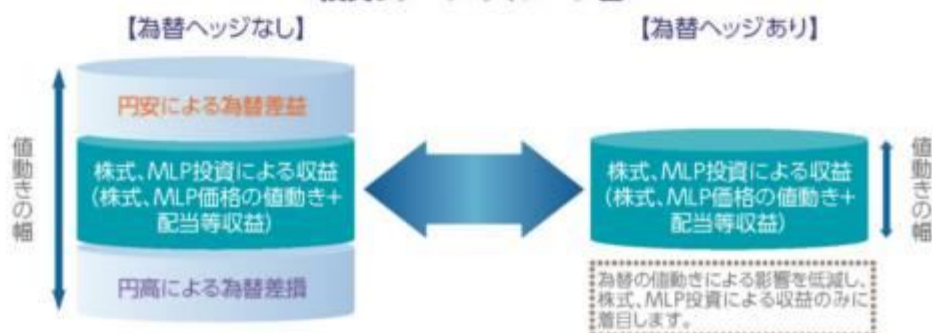 【為替ヘッジなし】
【為替ヘッジあり】
円安による為替差益
株式、MLP投資による収益
(株式、MLP価格の値動き+
配当等収益)
円高による為替差損
値動きの幅
株式、MLP投資による収益
(株式、MLP価格の値動き+
配当等収益)
値動きの幅
為替の値動きによる影響を低減し、
株式、MLP投資による収益のみに
着目します。